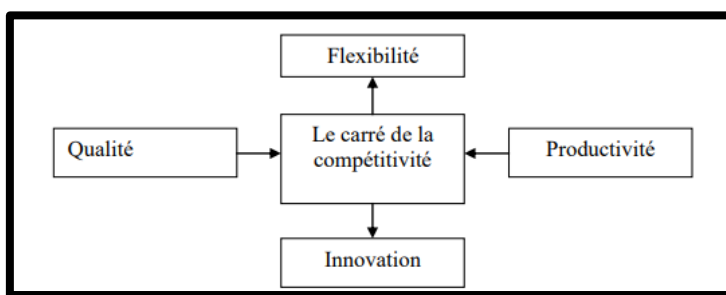 Flexibilité
Qualité
Le carré de la
compétitivité
Productivité
Innovation